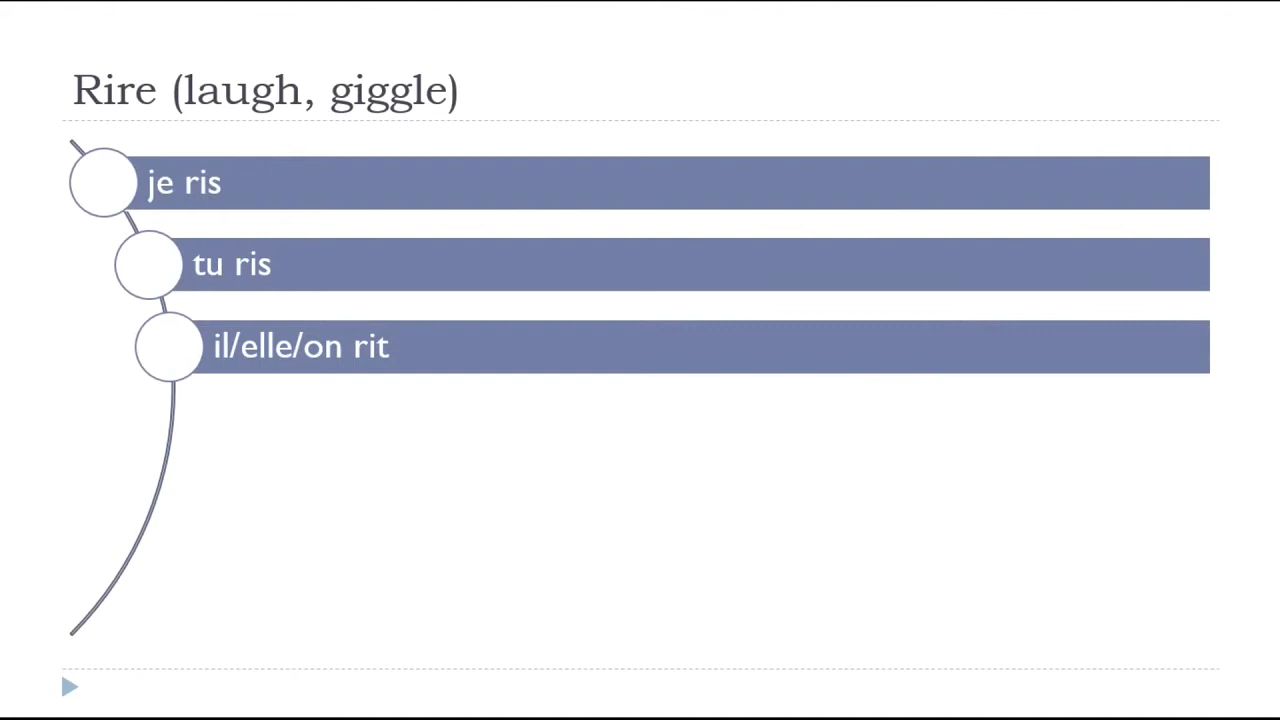 Rire (laugh, giggle)
je ris
tu ris
il/elle/on rit